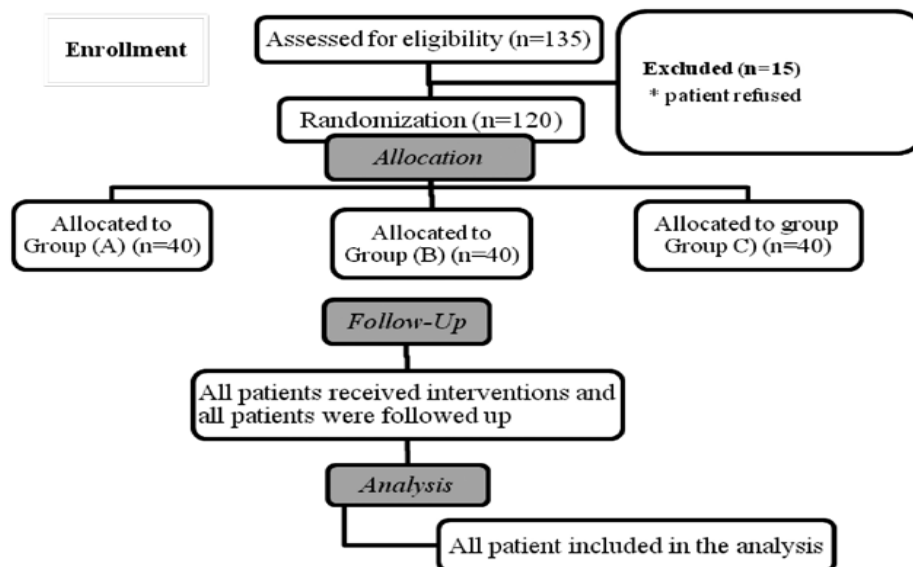 Enrollment
Assessed for eligibility (n=135)
Excluded (n=15)
* patient refused
Randomization (n=120)
Allocation
Allocated to
Group (A) (n=40)
Allocated to
Group (B) (n=40)
Allocated to group
Group C) (n=40)
Follow-Up
All patients received interventions and
all patients were followed up
Analysis
All patient included in the analysis